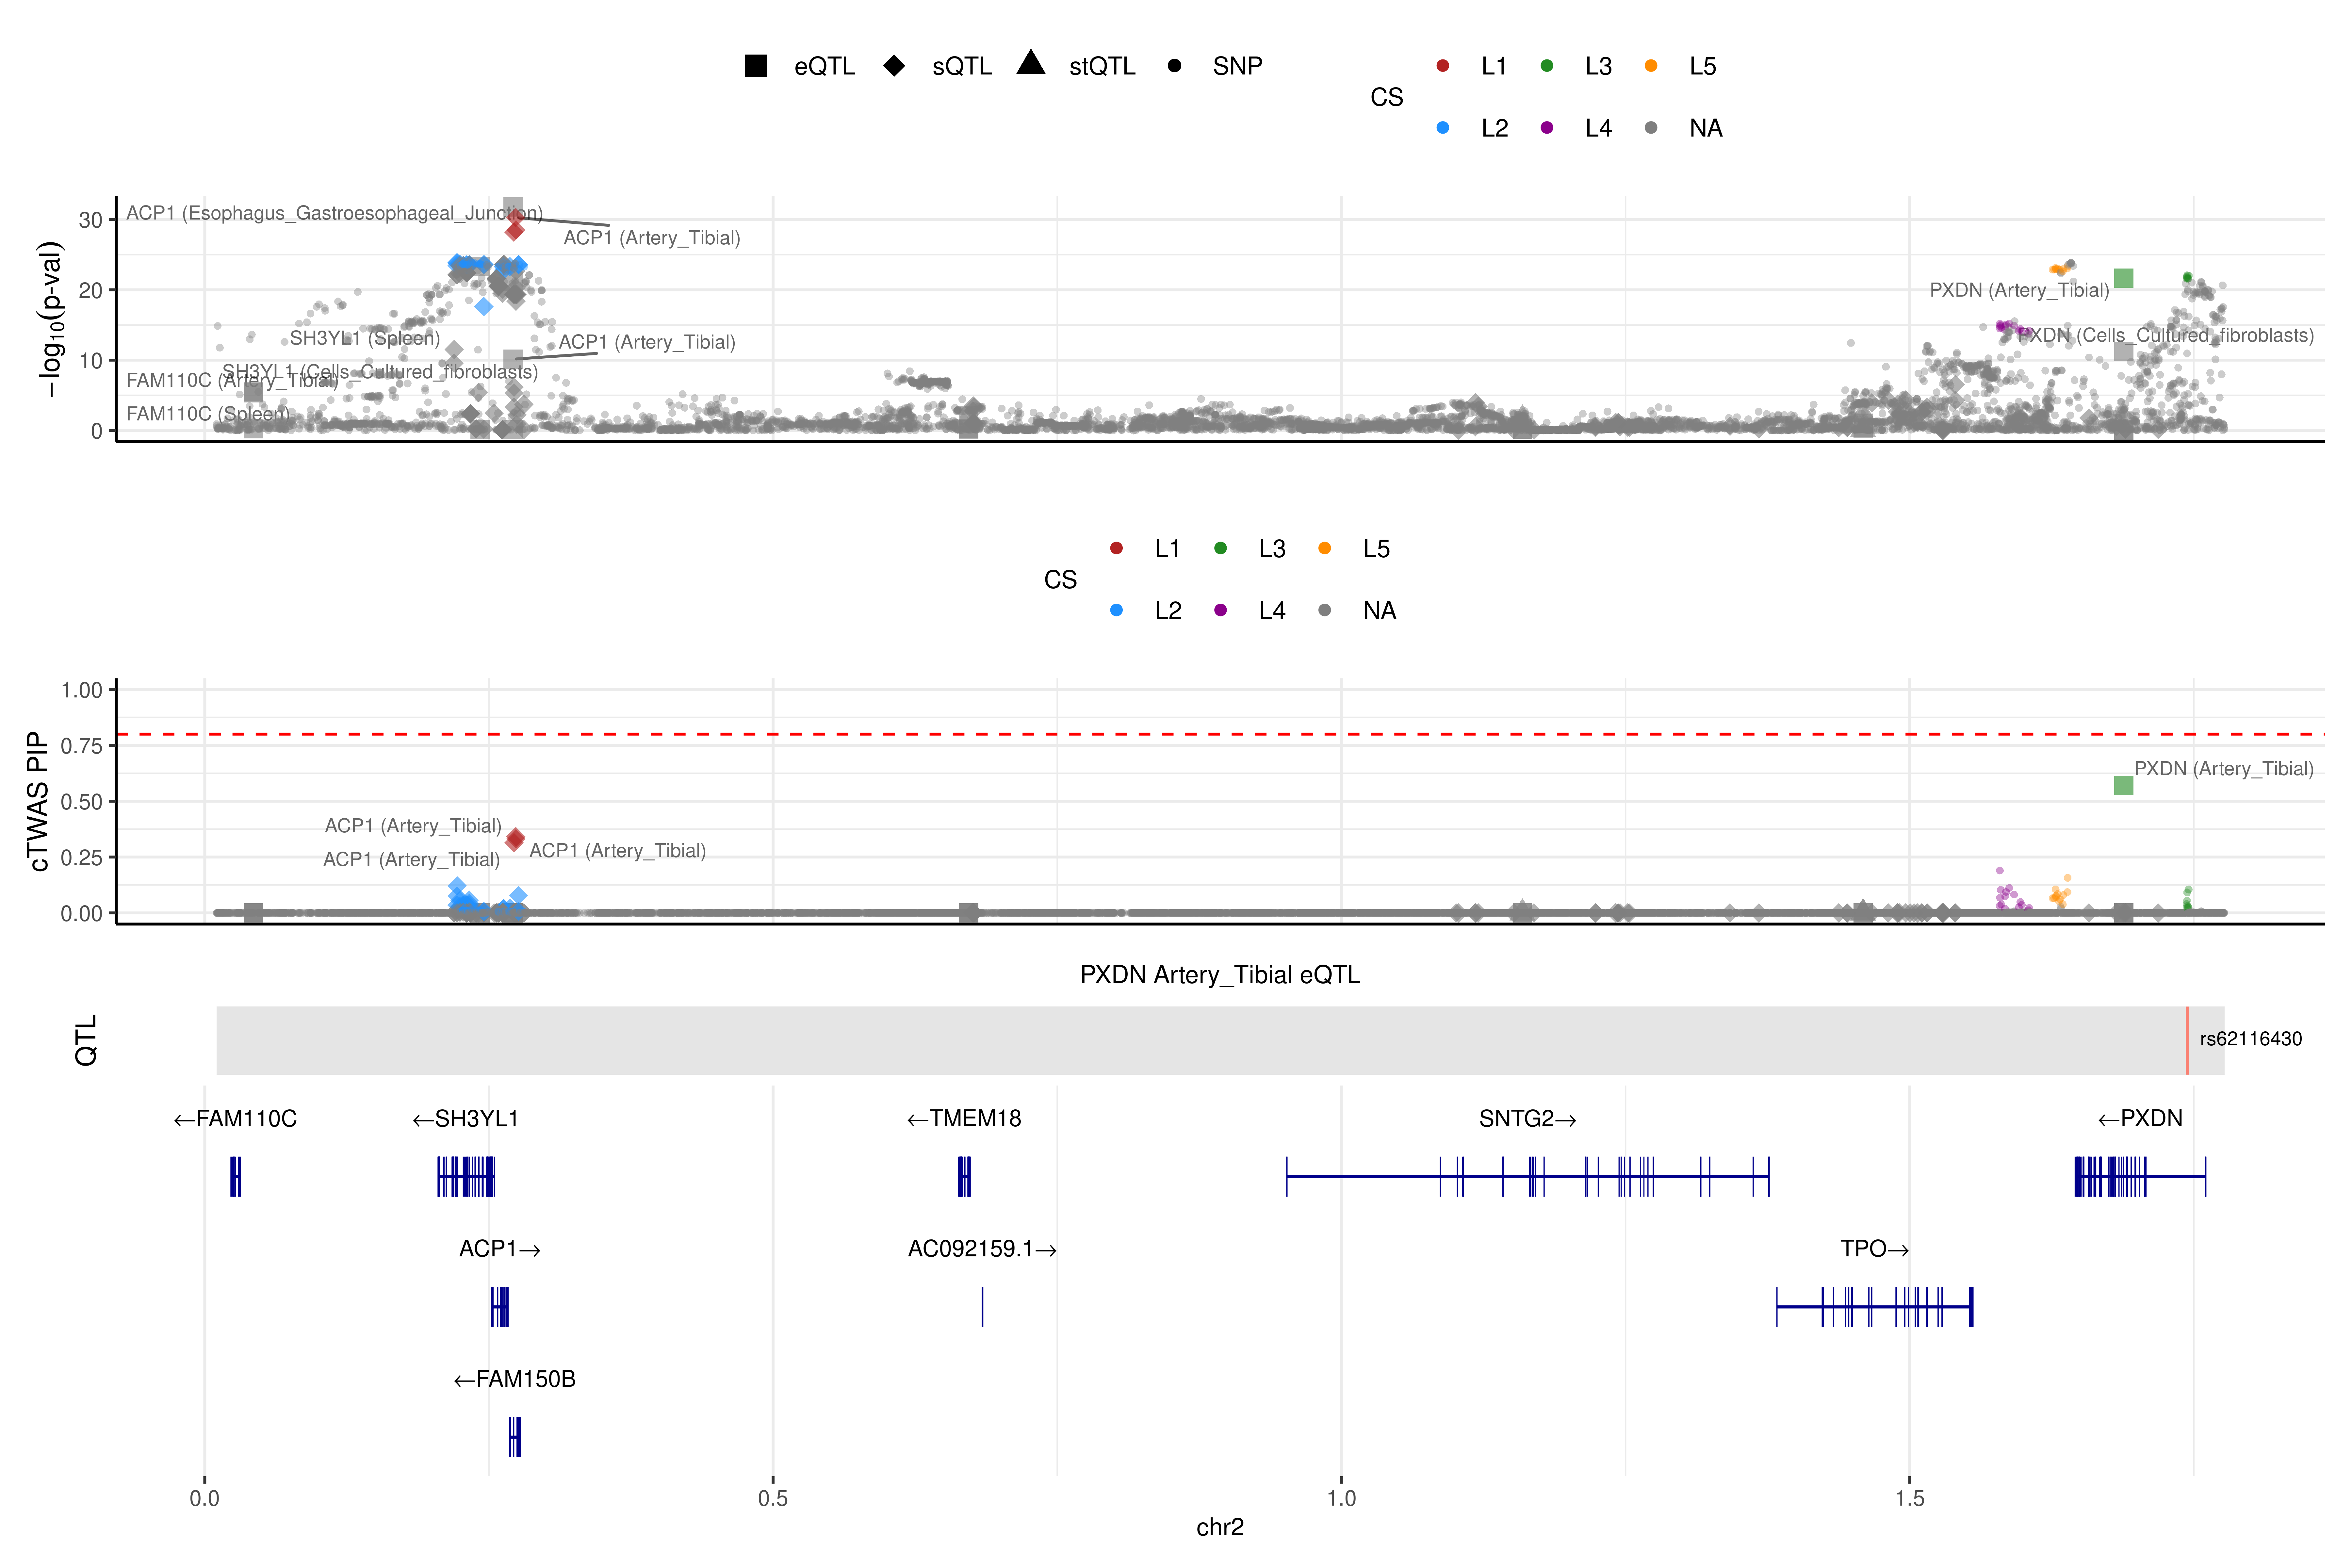 eQTL sQTL stQTL SNP
CS
L1 L3 L5
L2 L4 NA
−log10(p-val)
30
20
10
0
ACP1 (Esophagus_Gastroesophageal_Junction)
ACP1 (Artery_Tibial)
PXDN (Artery_Tibial)
SH3YL1 (Spleen)
ACP1 (Artery_Tibial)
PXDN (Cells_Cultured_fibroblasts)
SH3YL1 (Cells_Cultured_fibroblasts)
FAM110C (Artery_Tibial)
FAM110C (Spleen)
CS
L1 L3 L5
L2 L4 NA
cTWAS PIP
1.00
0.75
0.50
0.25
0.00
PXDN (Artery_Tibial)
ACP1 (Artery_Tibial)
ACP1 (Artery_Tibial)
ACP1 (Artery_Tibial)
PXDN Artery_Tibial eQTL
QTL
rs62116430
←FAM110C ←SH3YL1 ←TMEM18 SNTG2→ ←PXDN
ACP1→ AC092159.1→ TPO→
←FAM150B
0.0 0.5 1.0 1.5
chr2